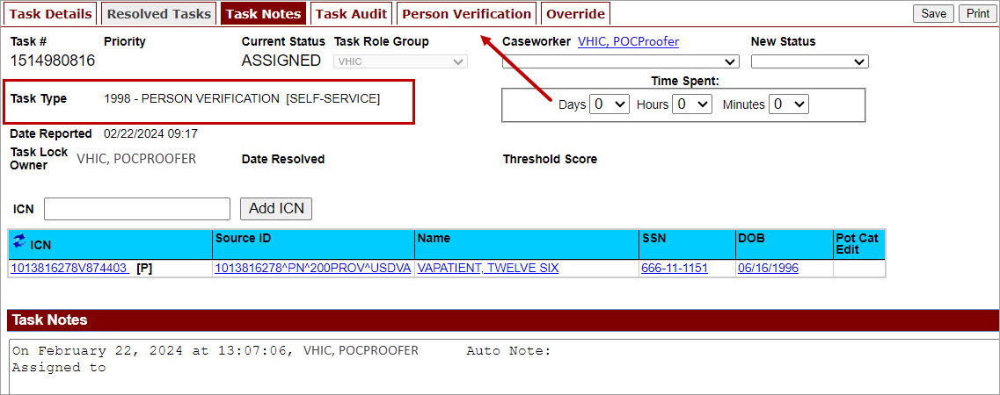 Task Details Resolved Tasks Task Notes Task Audit Person Verification Override Save Print
Task # Priority Current Status Task Role Group Caseworker VHIC, POCProofer New Status
1514980816 ASSIGNED VHIC
Time Spent:
Task Type 1998 - PERSON VERIFICATION [SELF-SERVICE]
Days 0 Hours 0 Minutes 0
Date Reported 02/22/2024 09:17
Task Lock Owner VHIC, POCPROOFER Date Resolved Threshold Score
ICN Add ICN
ICN Source ID Name SSN DOB Pot Cat Edit
1013816278V874403 [P] 1013816278^PN^200PROV^USDVA VAPATIENT, TWELVE SIX 666-11-1151 06/16/1996
Task Notes
On February 22, 2024 at 13:07:06, VHIC, POCPROOFER Auto Note:
Assigned to